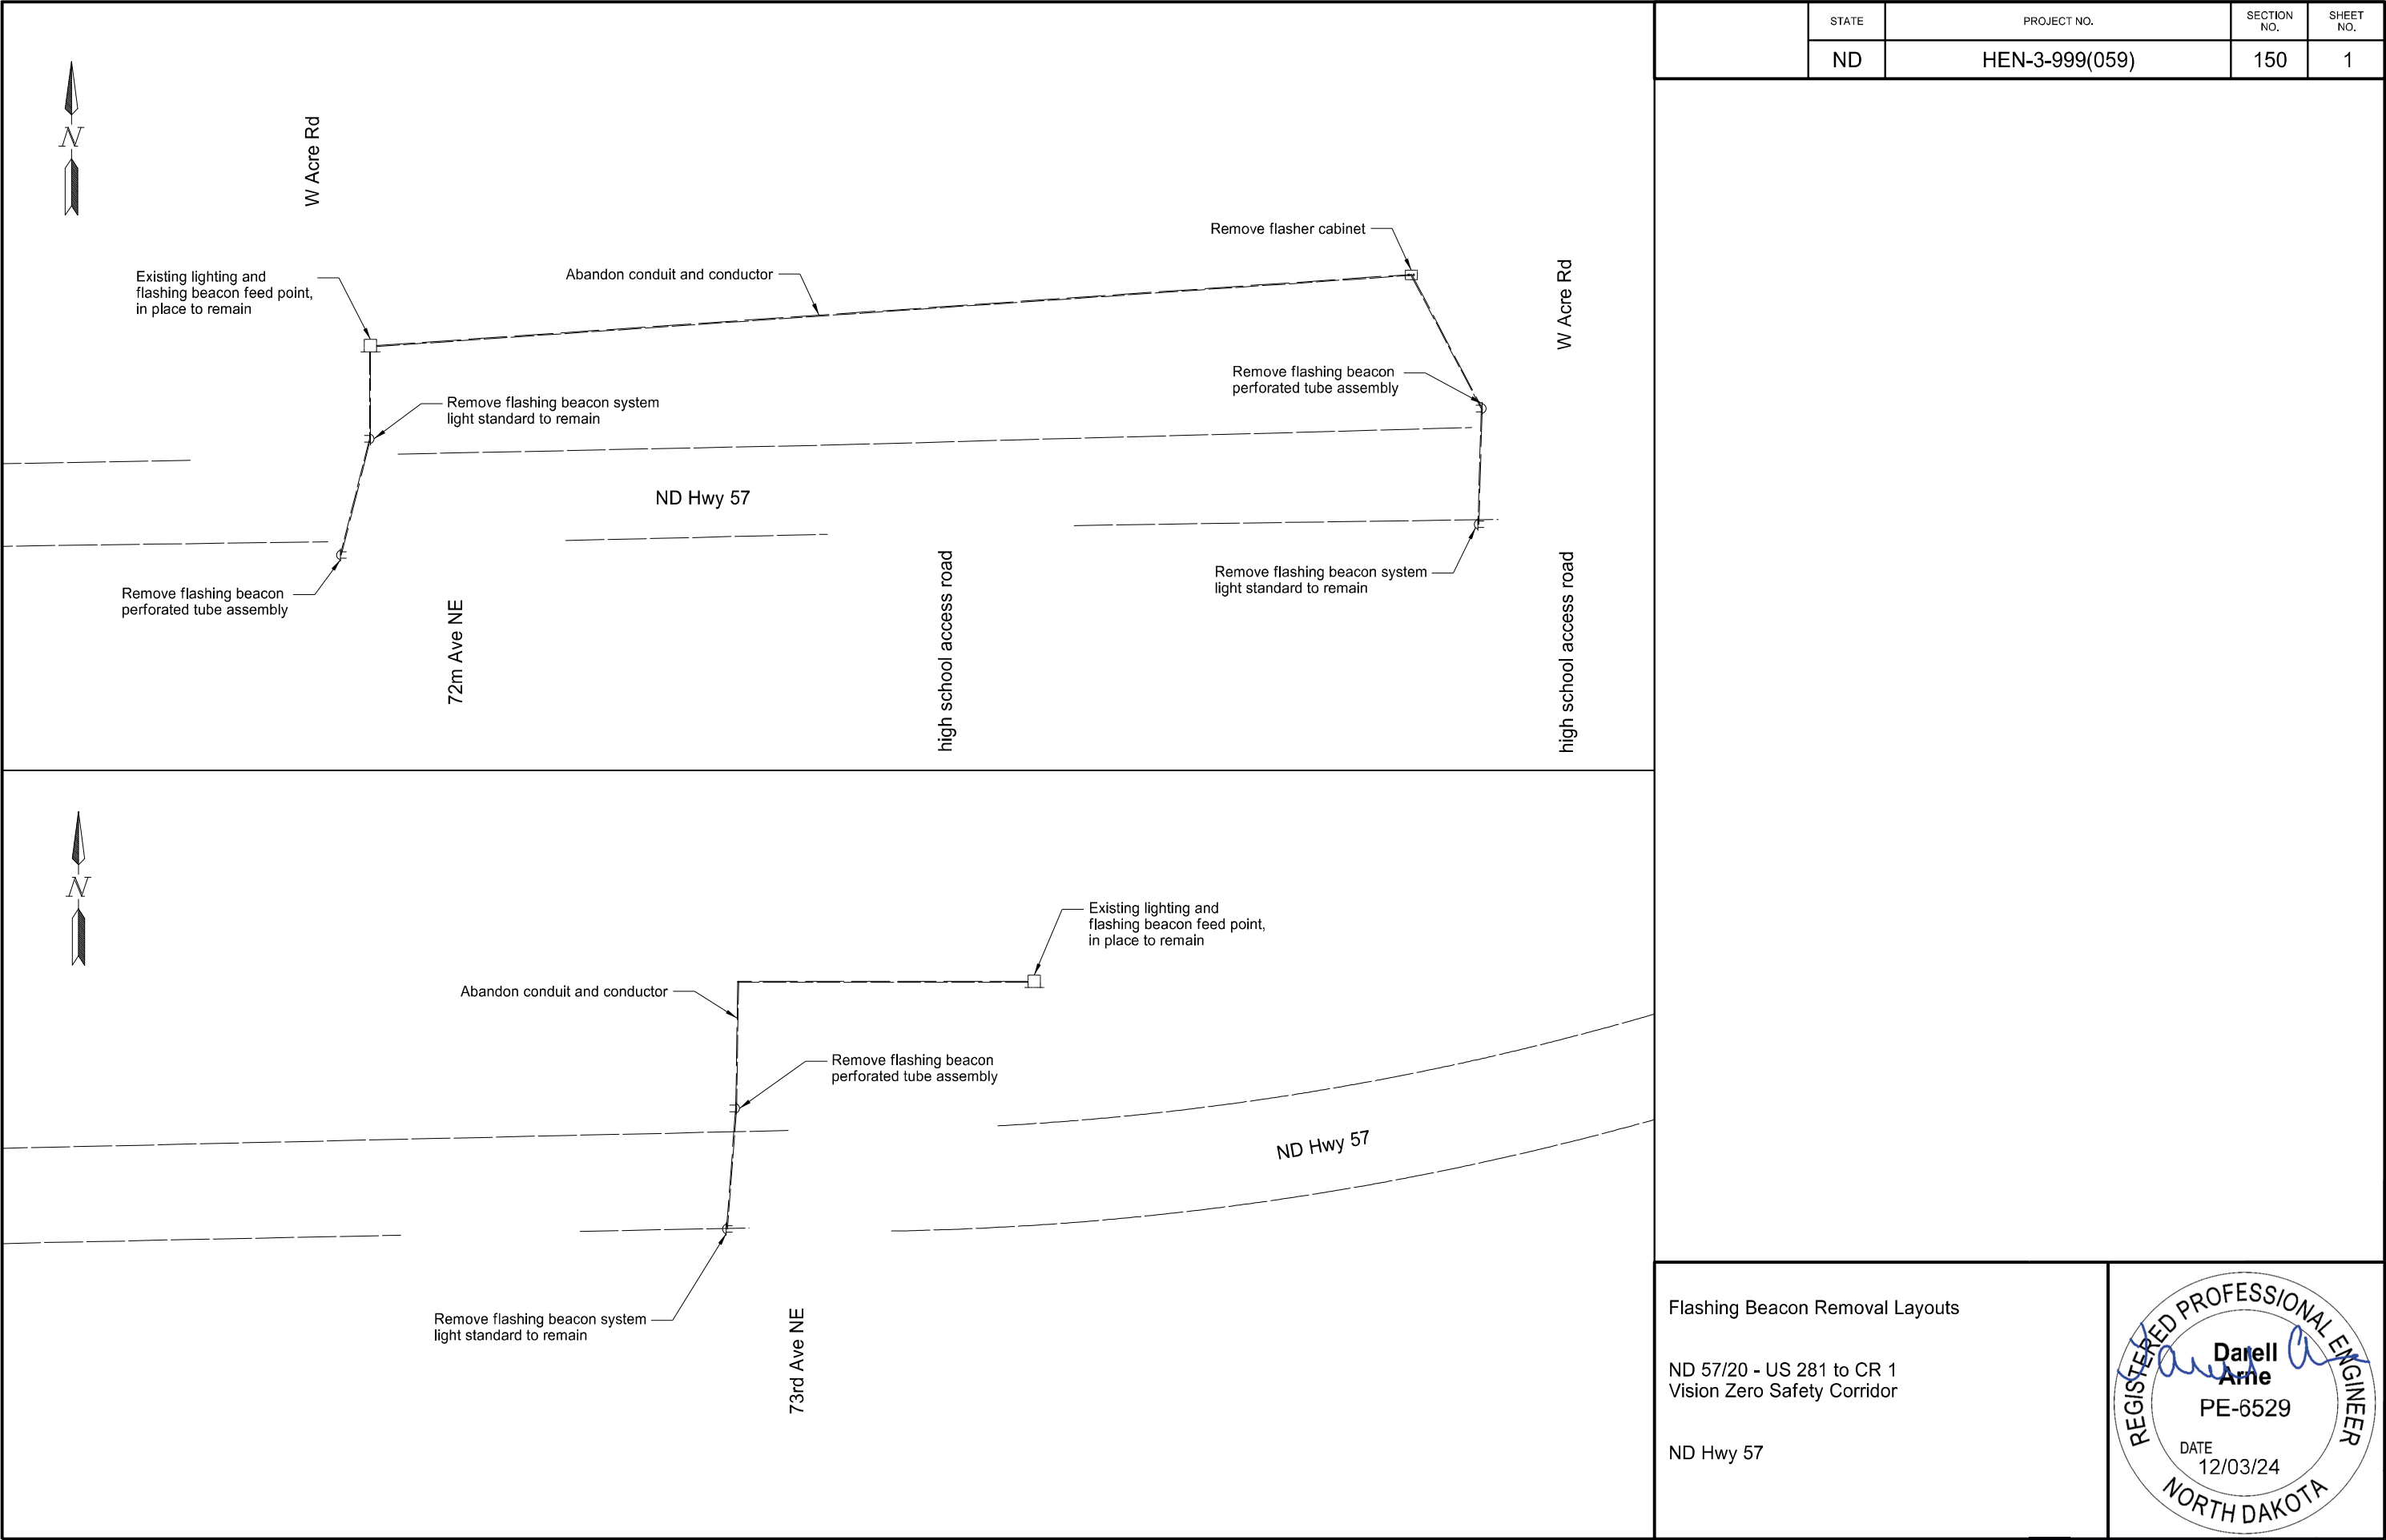 STATE
PROJECT NO.
SECTION NO.
SHEET NO.
ND
HEN-3-999(059)
150
1
N
W Acre Rd
Remove flasher cabinet
Existing lighting and
flashing beacon feed point,
in place to remain
Abandon conduit and conductor
W Acre Rd
Remove flashing beacon
perforated tube assembly
Remove flashing beacon system
light standard to remain
ND Hwy 57
Remove flashing beacon
perforated tube assembly
Remove flashing beacon system
light standard to remain
72m Ave NE
high school access road
high school access road
N
Existing lighting and
flashing beacon feed point,
in place to remain
Abandon conduit and conductor
Remove flashing beacon
perforated tube assembly
ND Hwy 57
Remove flashing beacon system
light standard to remain
73rd Ave NE
Flashing Beacon Removal Layouts
ND 57/20 - US 281 to CR 1
Vision Zero Safety Corridor
ND Hwy 57
REGISTERED PROFESSIONAL ENGINEER
Darell
Arne
PE-6529
DATE
12/03/24
NORTH DAKOTA